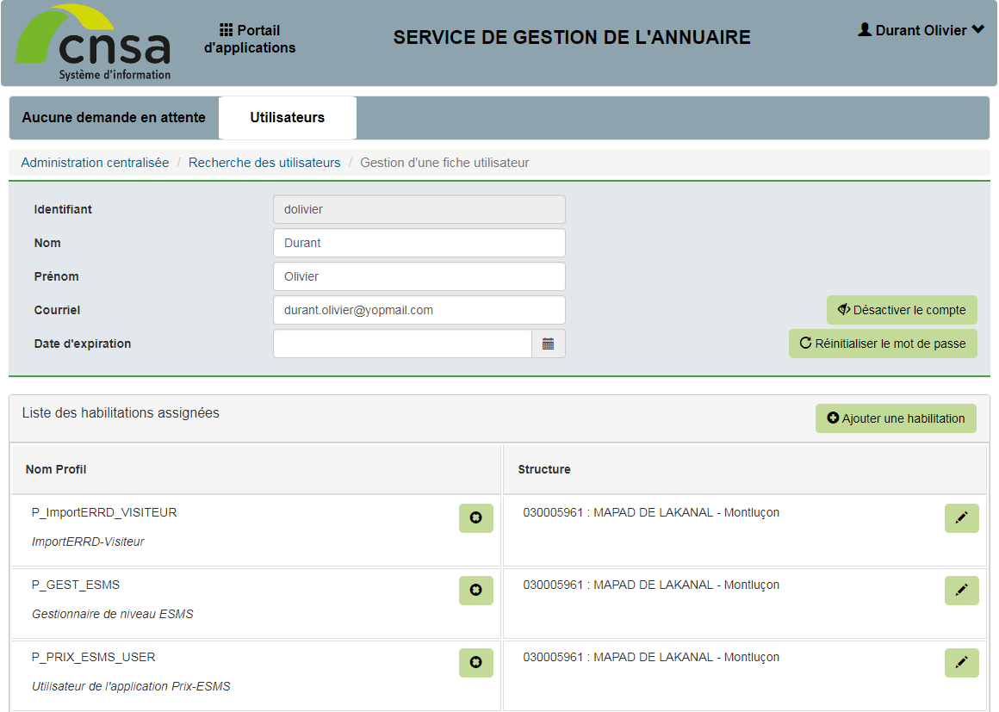 cnsa
Système d'information
Portail
d'applications
SERVICE DE GESTION DE L'ANNUAIRE
Durant Olivier
Aucune demande en attente
Utilisateurs
Administration centralisée / Recherche des utilisateurs / Gestion d'une fiche utilisateur
Identifiant
dolivier
Nom
Durant
Prénom
Olivier
Courriel
durant.olivier@yopmail.com
Désactiver le compte
Date d'expiration
Réinitialiser le mot de passe
Liste des habilitations assignées
Ajouter une habilitation
Nom Profil
Structure
P_ImportERRD_VISITEUR
030005961 : MAPAD DE LAKANAL - Montluçon
ImportERRD-Visiteur
P_GEST_ESMS
030005961 : MAPAD DE LAKANAL - Montluçon
Gestionnaire de niveau ESMS
P_PRIX_ESMS_USER
030005961 : MAPAD DE LAKANAL - Montluçon
Utilisateur de l'application Prix-ESMS